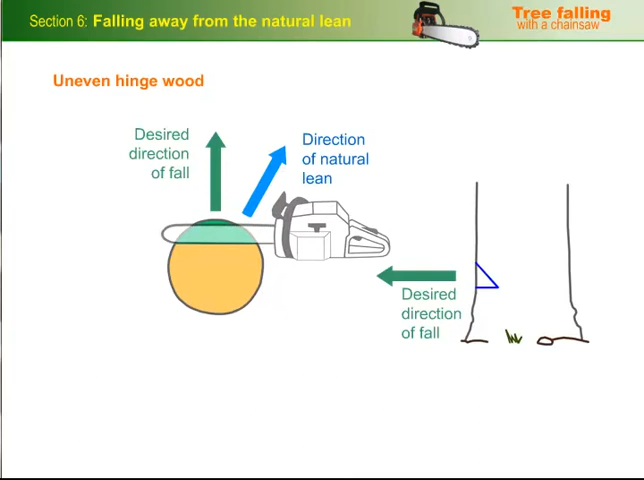 Section 6: Falling away from the natural lean
Tree falling
with a chainsaw
Uneven hinge wood
Desired
direction
of fall
Direction
of natural
lean
Desired
direction
of fall